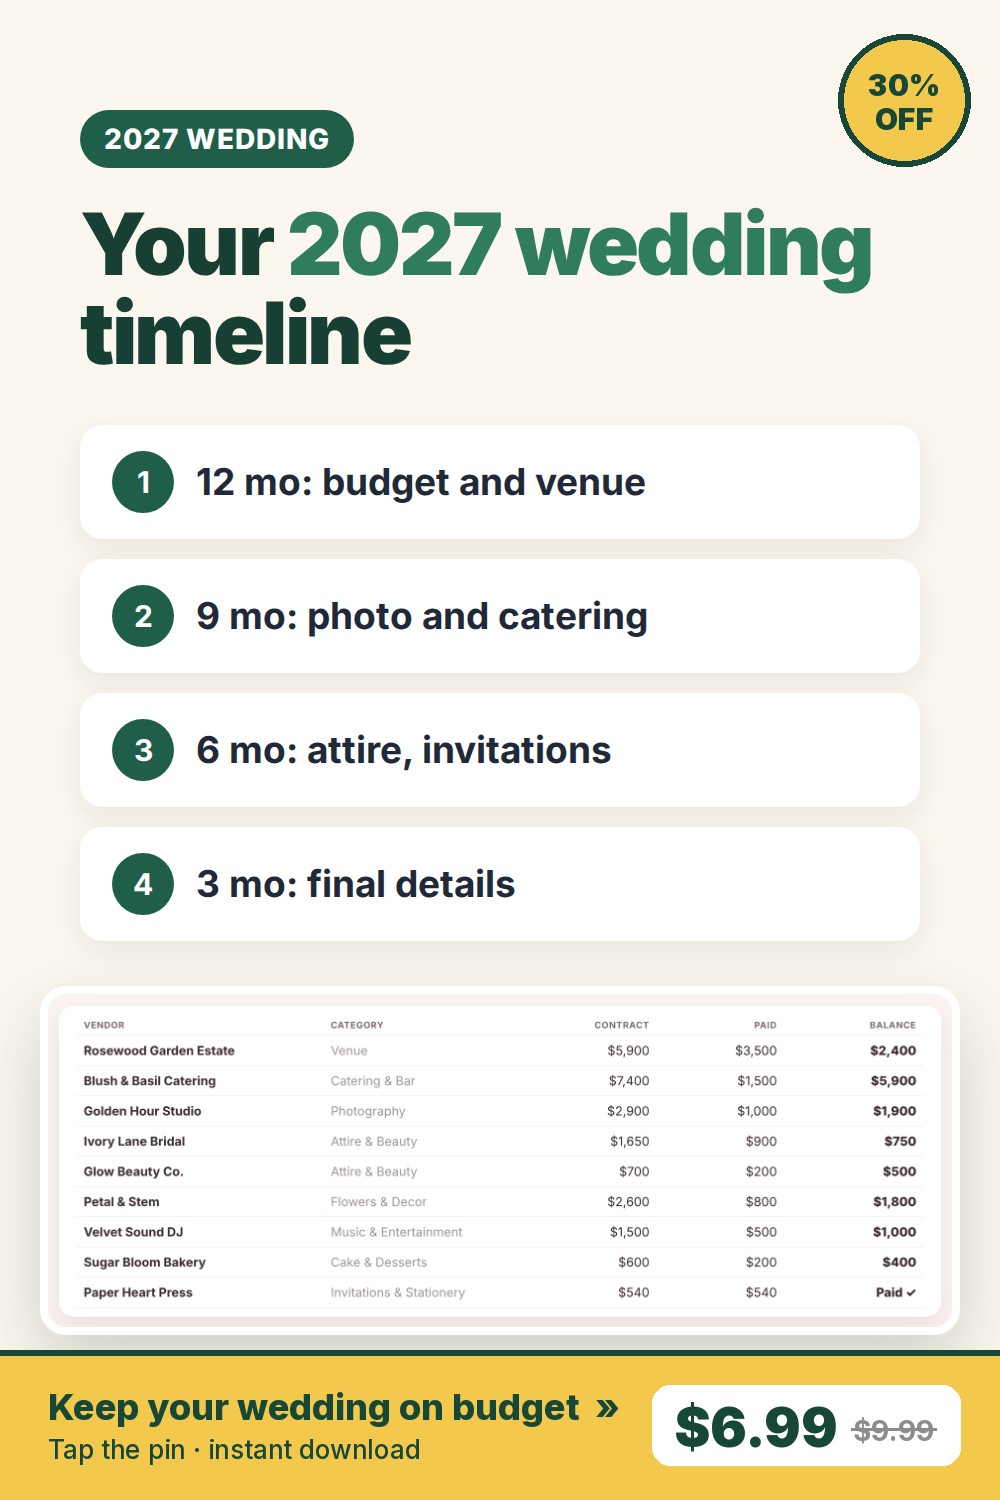 30%
OFF
2027 WEDDING
Your 2027 wedding
timeline
1 12 mo: budget and venue
2 9 mo: photo and catering
3 6 mo: attire, invitations
4 3 mo: final details
VENDOR CATEGORY CONTRACT PAID BALANCE
Rosewood Garden Estate Venue $5,900 $3,500 $2,400
Blush & Basil Catering Catering & Bar $7,400 $1,500 $5,900
Golden Hour Studio Photography $2,900 $1,000 $1,900
Ivory Lane Bridal Attire & Beauty $1,650 $900 $750
Glow Beauty Co. Attire & Beauty $700 $200 $500
Petal & Stem Flowers & Decor $2,600 $800 $1,800
Velvet Sound DJ Music & Entertainment $1,500 $500 $1,000
Sugar Bloom Bakery Cake & Desserts $600 $200 $400
Paper Heart Press Invitations & Stationery $540 $540 Paid ✓
Keep your wedding on budget »
Tap the pin · instant download
$6.99 $9.99